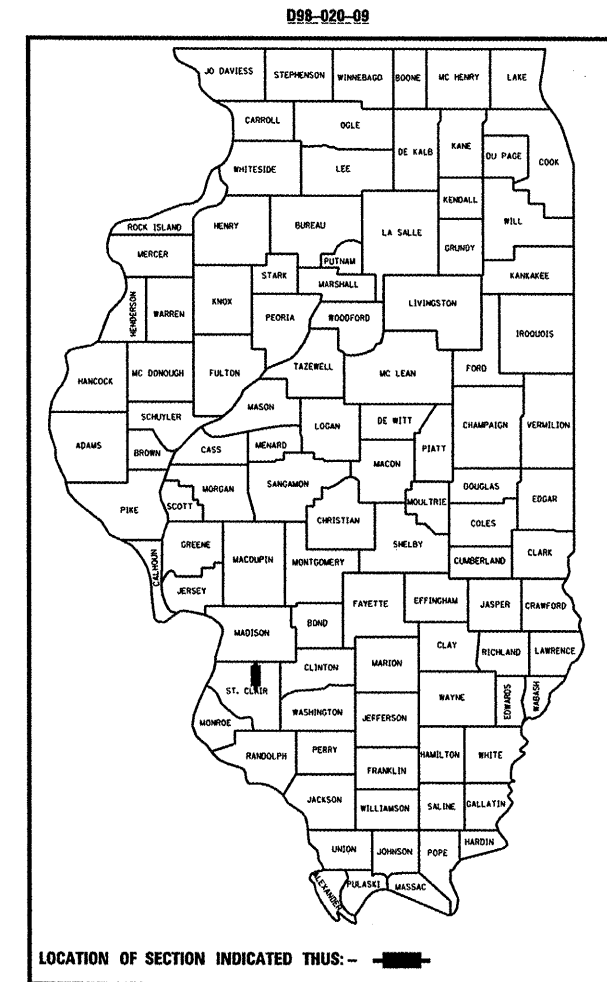 D98-020-09
JO DAVIESS STEPHENSON WINNEBAGO BOONE MC HENRY LAKE
CARROLL OGLE DE KALB KANE DU PAGE COOK
WHITESIDE LEE KENDALL WILL
ROCK ISLAND HENRY BUREAU LA SALLE GRUNDY
MERCER PUTNAM KANKAKEE
STARK MARSHALL
HENDERSON WARREN KNOX PEORIA WOODFORD LIVINGSTON IROQUOIS
HANCOCK MC DONOUGH FULTON TAZEWELL MC LEAN FORD
SCHUYLER MASON LOGAN DE WITT CHAMPAIGN VERMILION
ADAMS BROWN CASS MENARD MACON PIATT
PIKE SCOTT MORGAN SANGAMON MOULTRIE DOUGLAS EDGAR
CHRISTIAN COLES
GREENE MACOUPIN MONTGOMERY SHELBY CUMBERLAND CLARK
CALHOUN JERSEY FAYETTE EFFINGHAM JASPER CRAWFORD
MADISON BOND CLAY RICHLAND LAWRENCE
ST. CLAIR CLINTON MARION WAYNE EDWARDS WABASH
MONROE WASHINGTON JEFFERSON
RANDOLPH PERRY HAMILTON WHITE
FRANKLIN
JACKSON WILLIAMSON SALINE GALLATIN
UNION JOHNSON POPE HARDIN
ALEXANDER PULASKI MASSAC
LOCATION OF SECTION INDICATED THUS: -